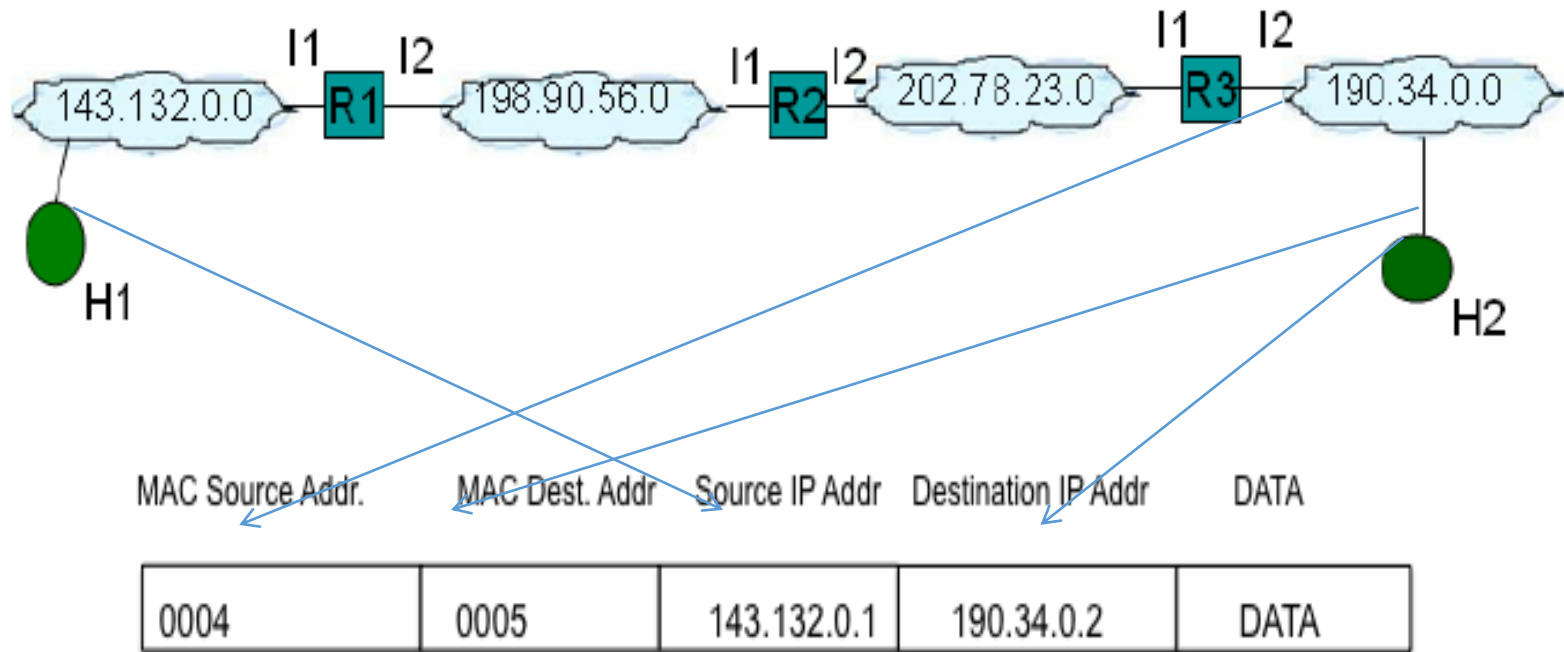 I1 I2 I1 I2 I1 I2
143.132.0.0 R1 198.90.56.0 R2 202.78.23.0 R3 190.34.0.0
H1 H2
MAC Source Addr. MAC Dest. Addr Source IP Addr Destination IP Addr DATA
0004 0005 143.132.0.1 190.34.0.2 DATA